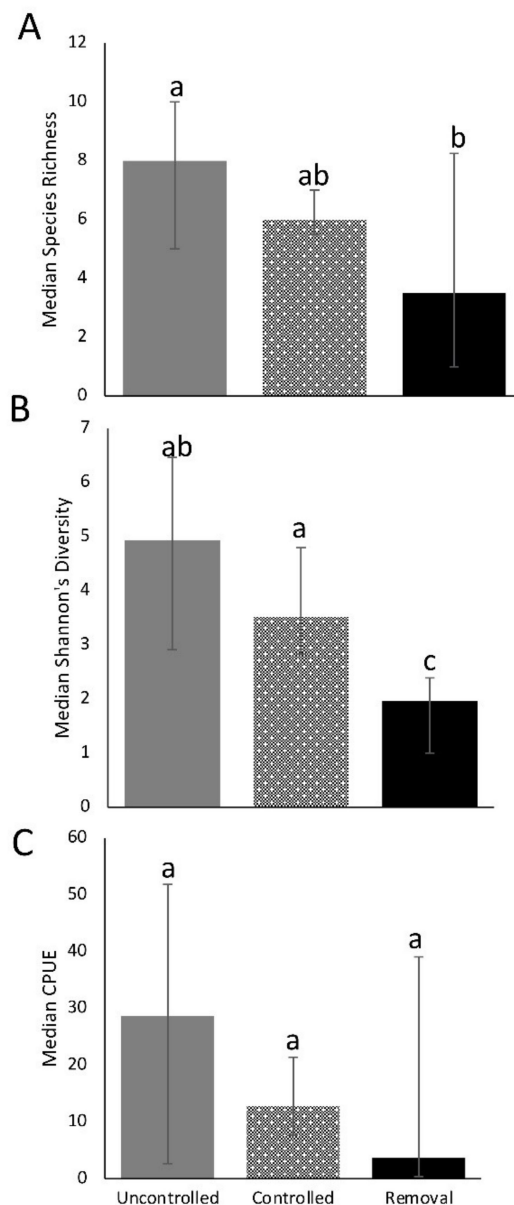 A
12
10
8
6
4
2
0
Median Species Richness
a
ab
b
B
7
6
5
4
3
2
1
0
Median Shannon's Diversity
ab
a
c
C
60
50
40
30
20
10
0
Median CPUE
a
a
a
Uncontrolled Controlled Removal